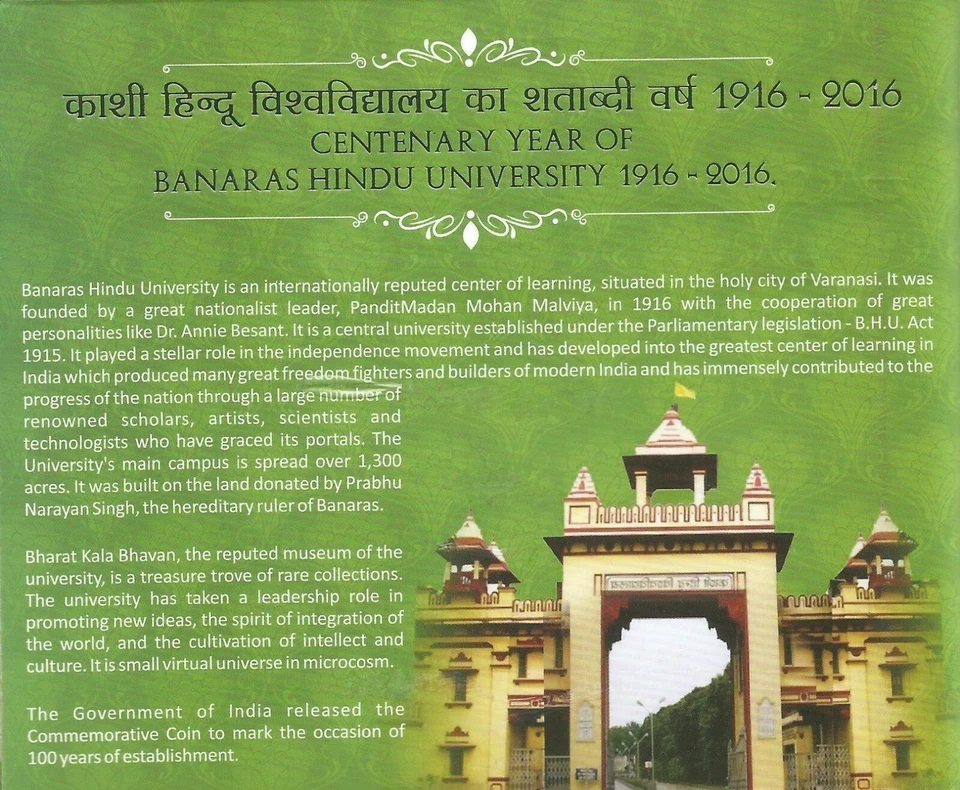 काशी हिन्दू विश्वविद्यालय का शताब्दी वर्ष 1916 - 2016
CENTENARY YEAR OF
BANARAS HINDU UNIVERSITY 1916 - 2016.
Banaras Hindu University is an internationally reputed center of learning, situated in the holy city of Varanasi. It was
founded by a great nationalist leader, PanditMadan Mohan Malviya, in 1916 with the cooperation of great
personalities like Dr. Annie Besant. It is a central university established under the Parliamentary legislation - B.H.U. Act
1915. It played a stellar role in the independence movement and has developed into the greatest center of learning in
India which produced many great freedom fighters and builders of modern India and has immensely contributed to the
progress of the nation through a large number of
renowned scholars, artists, scientists and
technologists who have graced its portals. The
University's main campus is spread over 1,300
acres. It was built on the land donated by Prabhu
Narayan Singh, the hereditary ruler of Banaras.
Bharat Kala Bhavan, the reputed museum of the
university, is a treasure trove of rare collections.
The university has taken a leadership role in
promoting new ideas, the spirit of integration of
the world, and the cultivation of intellect and
culture. It is small virtual universe in microcosm.
The Government of India released the
Commemorative Coin to mark the occasion of
100 years of establishment.
काशी हिन्दू विश्वविद्यालय